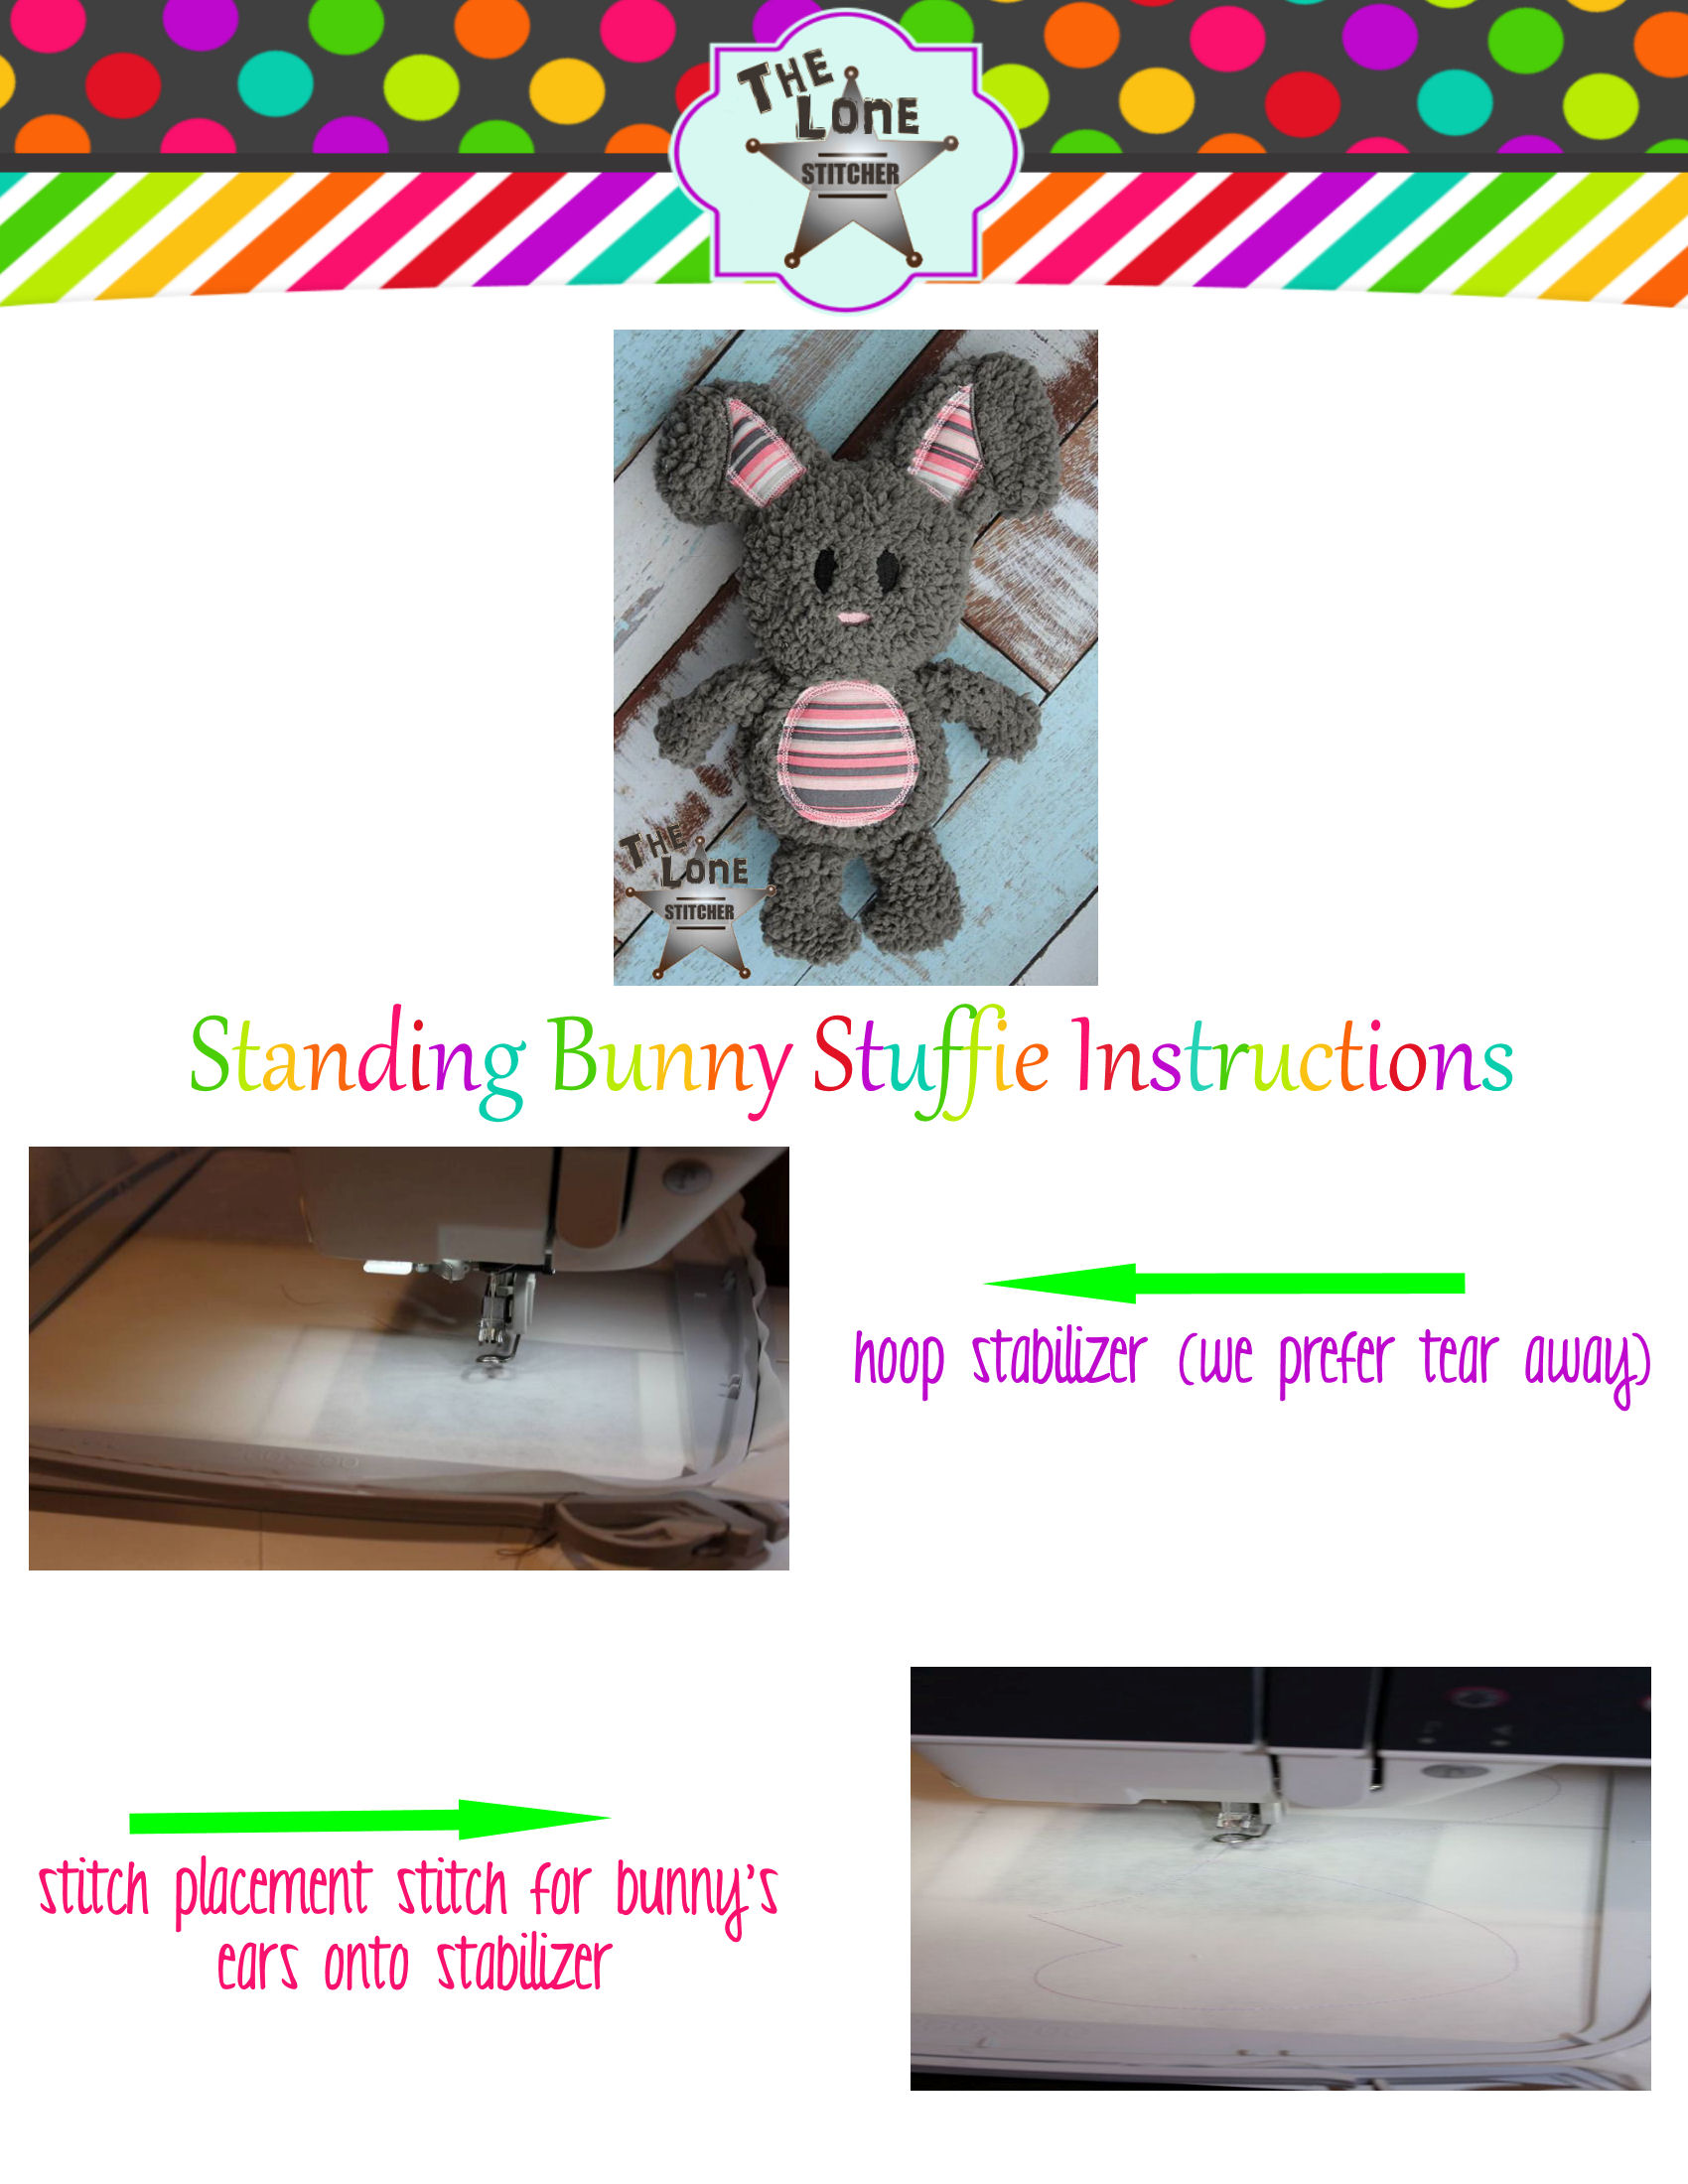 THE
LONE
STITCHER
THE
LONE
STITCHER
Standing Bunny Stuffie Instructions
hoop stabilizer (we prefer tear away)
stitch placement stitch for bunny's
ears onto stabilizer